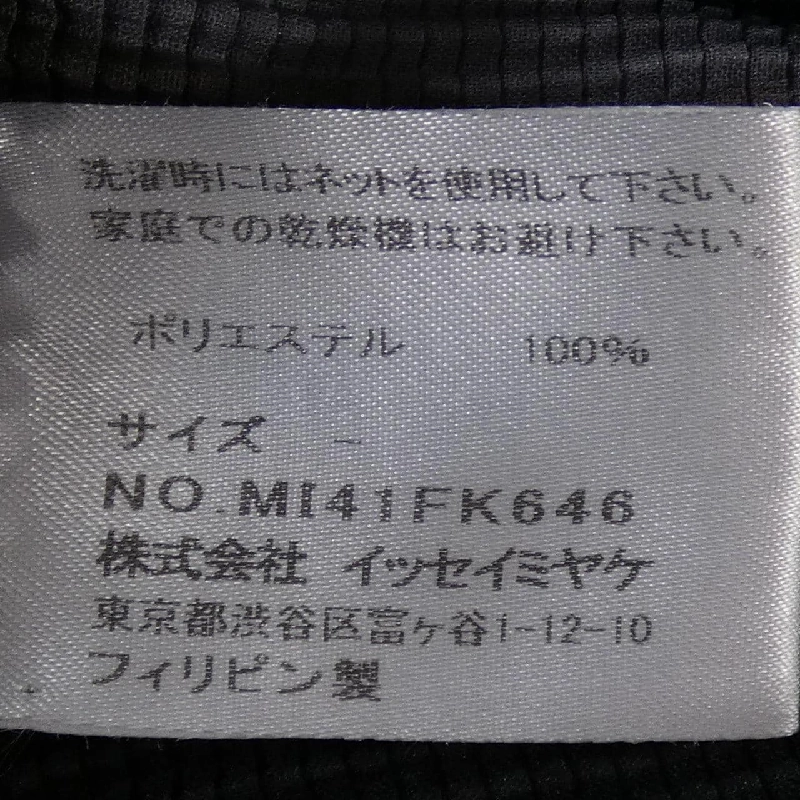 洗濯時にはネットを使用して下さい。
家庭での乾燥機はお避け下さい。
ポリエステル 100%
サイズ -
NO.MI41FK646
株式会社 イッセイミヤケ
東京都渋谷区富ヶ谷1-12-10
フィリピン製